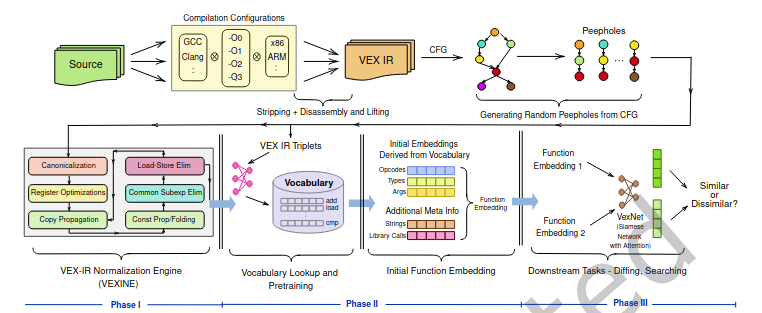 Compilation Configurations
Source
GCC
Clang
:
⊗
-O0
-O1
-O2
-Q3
⊗
x86
ARM
:
VEX IR
CFG
Peepholes
...
Stripping + Disassembly and Lifting
Generating Random Peepholes from CFG
Canonicalization
Load-Store Elim
Register Optimizations
Common Subexp Elim
Copy Propagation
Const Prop/Folding
VEX-IR Normalization Engine
(VEXINE)
VEX IR Triplets
Vocabulary
add
load
:
cmp
Vocabulary Lookup and
Pretraining
Initial Embeddings
Derived from Vocabulary
Opcodes
Types
Args
Additional Meta Info
Strings
Library Calls
Function
Embedding
Initial Function Embedding
Function
Embedding 1
Function
Embedding 2
VexNet
(Siamese
Network
with Attention)
Similar
or
Dissimilar?
Downstream Tasks - Diffing, Searching
Phase I
Phase II
Phase III